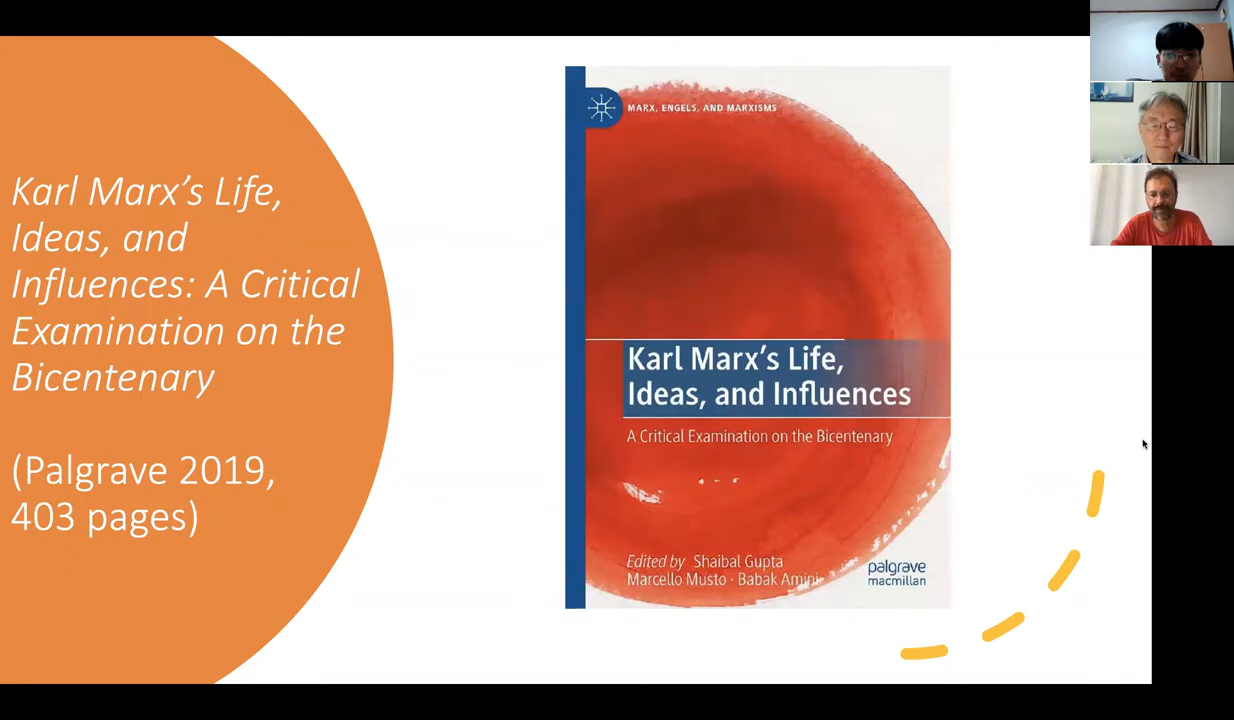 Karl Marx’s Life,
Ideas, and
Influences: A Critical
Examination on the
Bicentenary
(Palgrave 2019,
403 pages)
MARX, ENGELS, AND MARXISMS
Karl Marx’s Life,
Ideas, and Influences
A Critical Examination on the Bicentenary
Edited by Shaibal Gupta
Marcello Musto · Babak Amini
palgrave
macmillan